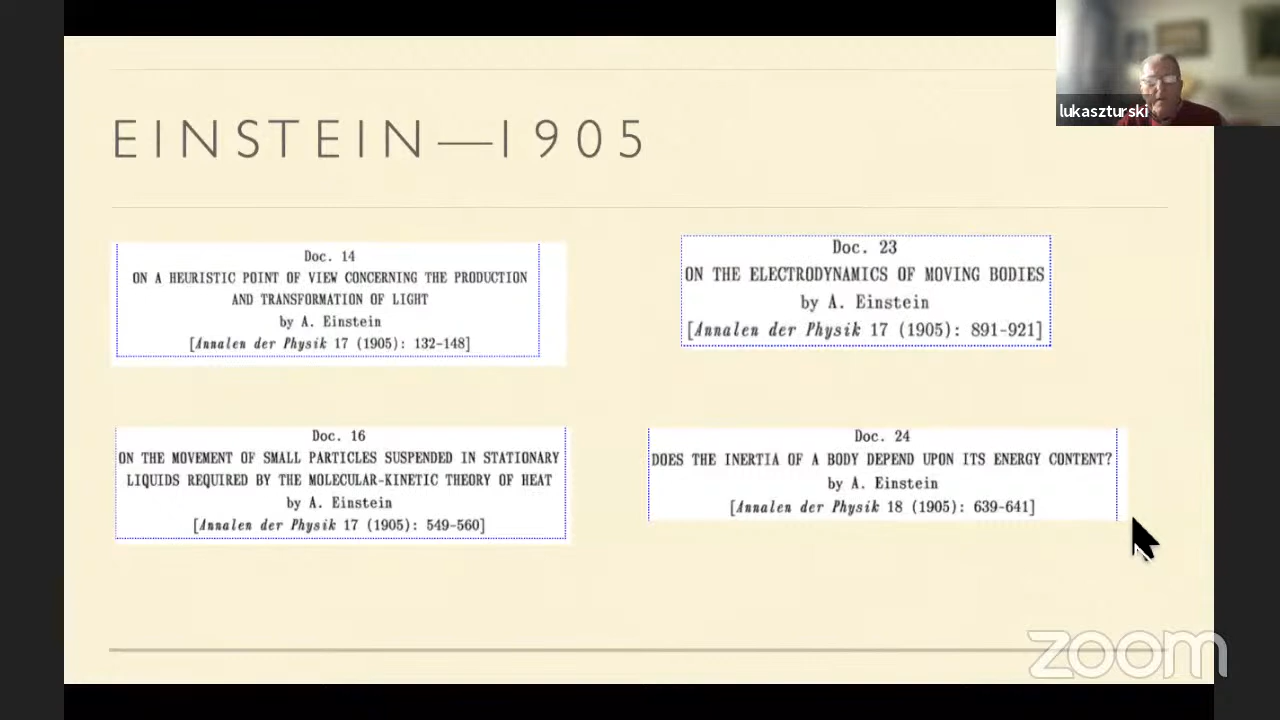 lukaszturski
EINSTEIN—1905
Doc. 14
ON A HEURISTIC POINT OF VIEW CONCERNING THE PRODUCTION
AND TRANSFORMATION OF LIGHT
by A. Einstein
[Annalen der Physik 17 (1905): 132-148]
Doc. 23
ON THE ELECTRODYNAMICS OF MOVING BODIES
by A. Einstein
[Annalen der Physik 17 (1905): 891-921]
Doc. 16
ON THE MOVEMENT OF SMALL PARTICLES SUSPENDED IN STATIONARY
LIQUIDS REQUIRED BY THE MOLECULAR-KINETIC THEORY OF HEAT
by A. Einstein
[Annalen der Physik 17 (1905): 549-560]
Doc. 24
DOES THE INERTIA OF A BODY DEPEND UPON ITS ENERGY CONTENT?
by A. Einstein
[Annalen der Physik 18 (1905): 639-641]
zoom